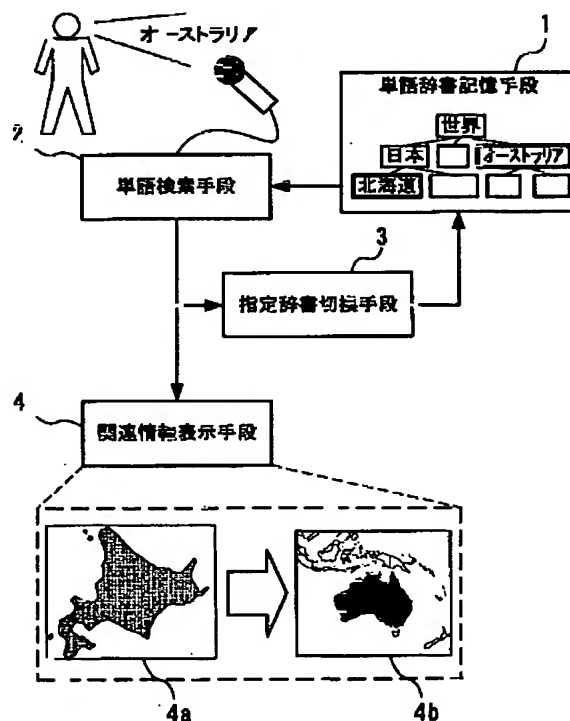 オーストラリア
1
単語辞書記憶手段
世界
日本
オーストラリア
北海道
2
単語検索手段
3
指定辞書切換手段
4
関連情報表示手段
4a
4b